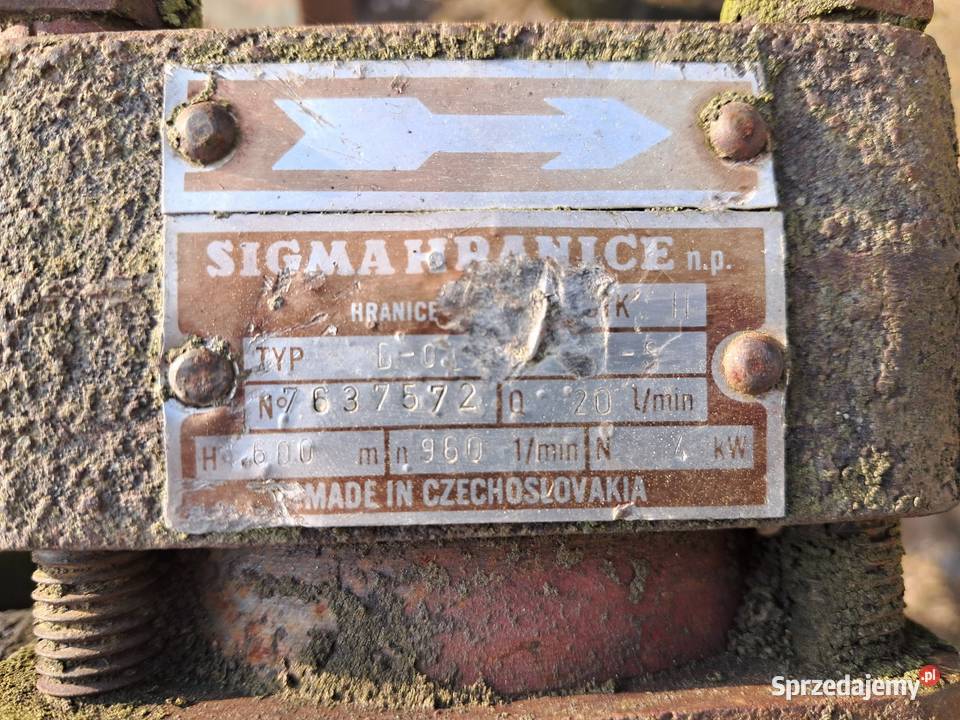 SIGMA HRANICE n.p.
HRANICE
TYP
Nº 7637572 Q 20 l/min
H 600 m n 960 1/min N 4 kW
MADE IN CZECHOSLOVAKIA
Sprzedajemy.pl